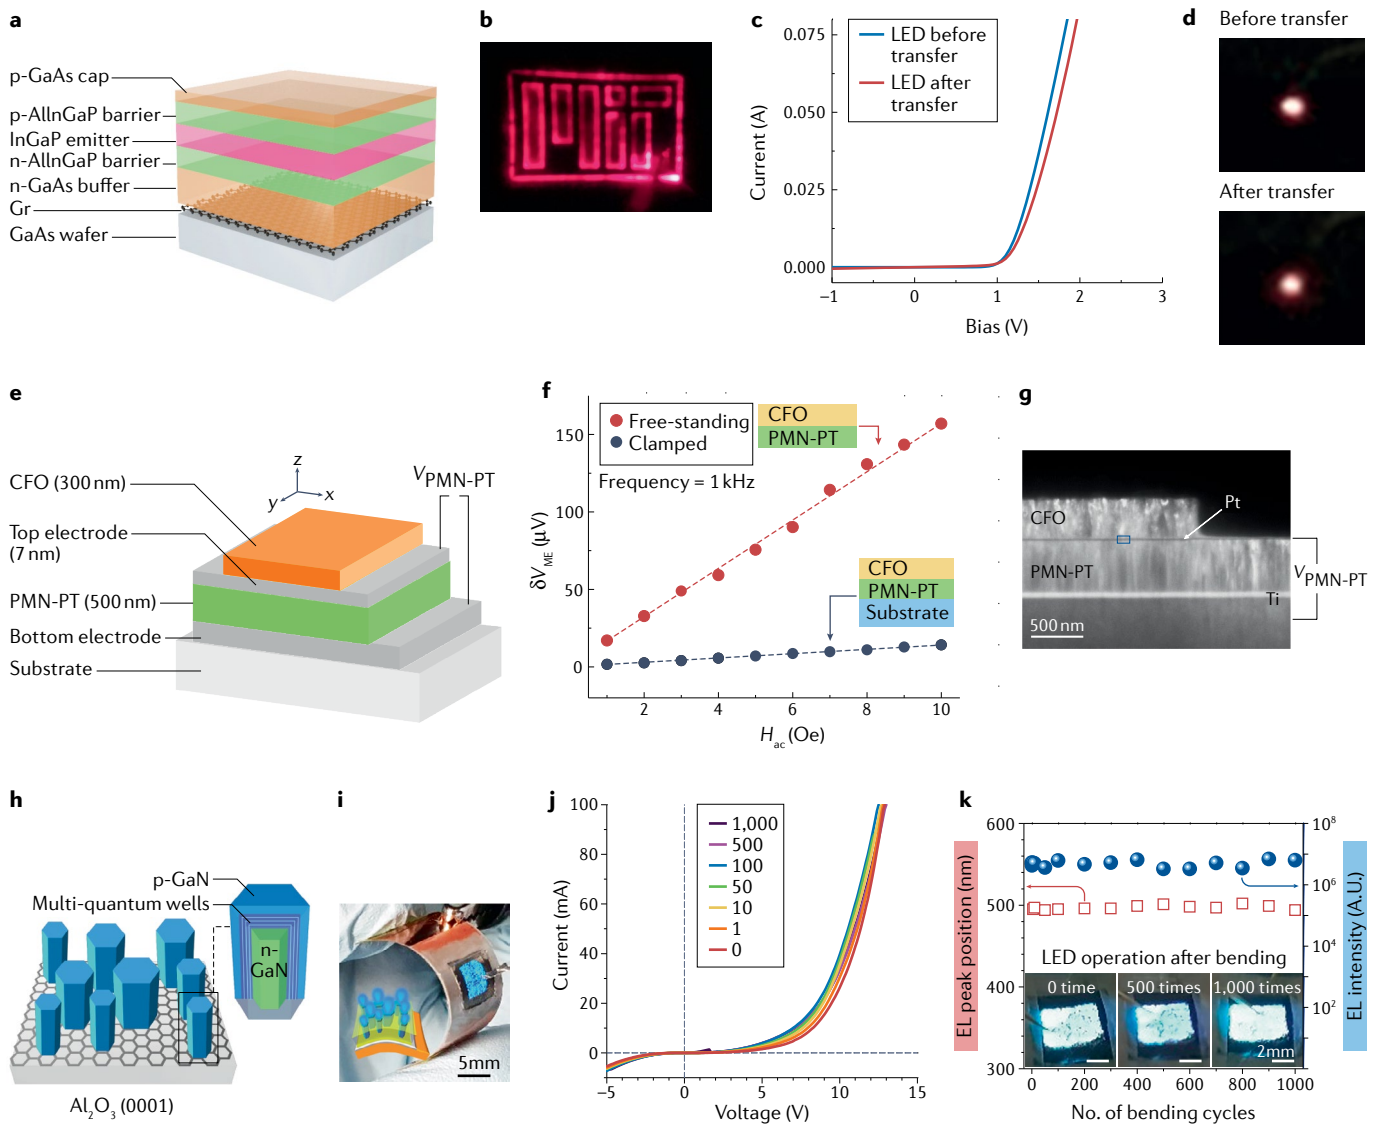 a
p-GaAs cap
p-AlInGaP barrier
InGaP emitter
n-AlInGaP barrier
n-GaAs buffer
Gr
GaAs wafer
b
c
LED before
transfer
LED after
transfer
0.075
0.050
0.025
0.000
Current (A)
−1
0
1
2
3
Bias (V)
d
Before transfer
After transfer
e
CFO (300 nm)
Top electrode
(7 nm)
PMN-PT (500 nm)
Bottom electrode
Substrate
z
y
x
V_PMN-PT
f
Free-standing
Clamped
Frequency = 1 kHz
CFO
PMN-PT
CFO
PMN-PT
Substrate
150
100
50
0
δV_ME (μV)
2
4
6
8
10
H_ac (Oe)
g
CFO
Pt
PMN-PT
Ti
500 nm
V_PMN-PT
h
p-GaN
Multi-quantum wells
n-
GaN
Al₂O₃ (0001)
i
5mm
j
1,000
500
100
50
10
1
0
100
80
60
40
20
0
Current (mA)
−5
0
5
10
15
Voltage (V)
k
600
500
400
300
EL peak position (nm)
10⁸
10⁶
10⁴
10²
EL intensity (A.U.)
LED operation after bending
0 time
500 times
1,000 times
2mm
0
200
400
600
800
1000
No. of bending cycles